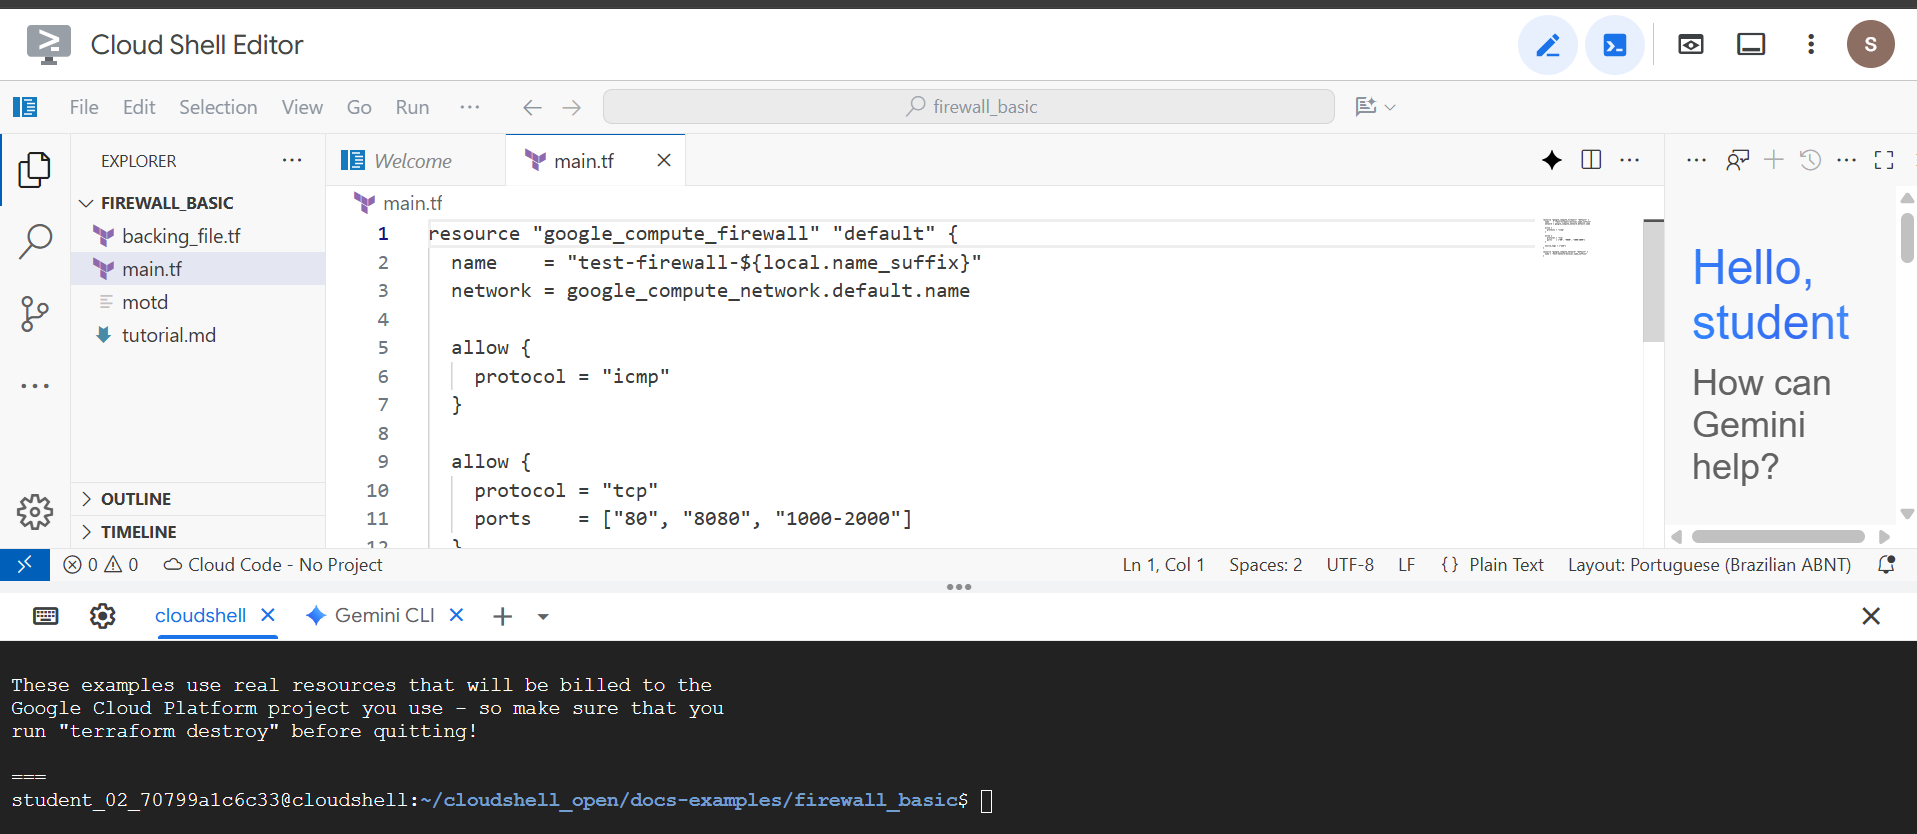 Cloud Shell Editor
S
File Edit Selection View Go Run
firewall_basic
EXPLORER
FIREWALL_BASIC
backing_file.tf
main.tf
motd
tutorial.md
OUTLINE
TIMELINE
Welcome
main.tf
main.tf
1 resource "google_compute_firewall" "default" {
2 name    = "test-firewall-${local.name_suffix}"
3 network = google_compute_network.default.name
4
5 allow {
6 protocol = "icmp"
7 }
8
9 allow {
10 protocol = "tcp"
11 ports    = ["80", "8080", "1000-2000"]
12 }
Hello,
student
How can
Gemini
help?
0 0 Cloud Code - No Project Ln 1, Col 1 Spaces: 2 UTF-8 LF {} Plain Text Layout: Portuguese (Brazilian ABNT)
cloudshell Gemini CLI
These examples use real resources that will be billed to the
Google Cloud Platform project you use - so make sure that you
run "terraform destroy" before quitting!
===
student_02_70799a1c6c33@cloudshell:~/cloudshell_open/docs-examples/firewall_basic$